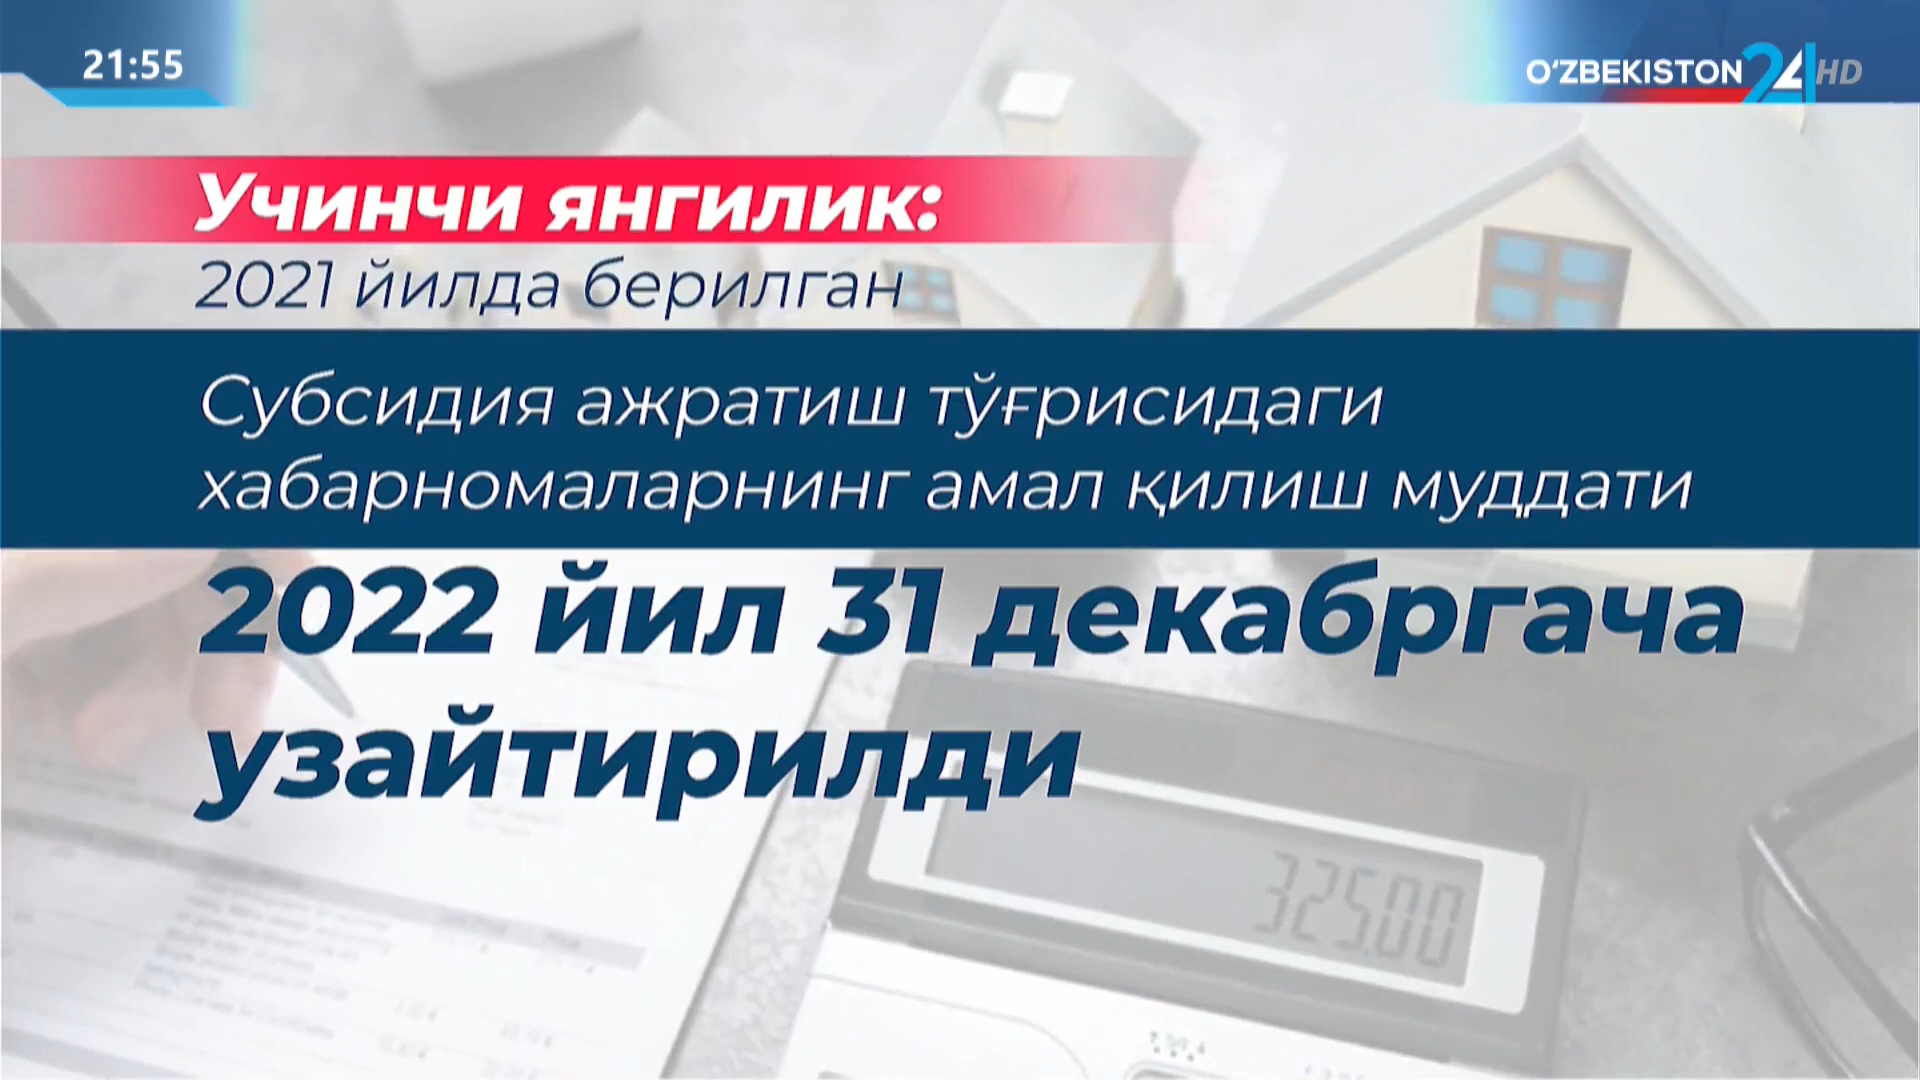 21:55
O'ZBEKISTON 24 HD
Учинчи янгилик:
2021 йилда берилган
Субсидия ажратиш тўғрисидаги
хабарномаларнинг амал қилиш муддати
2022 йил 31 декабргача
узайтирилди
325.00